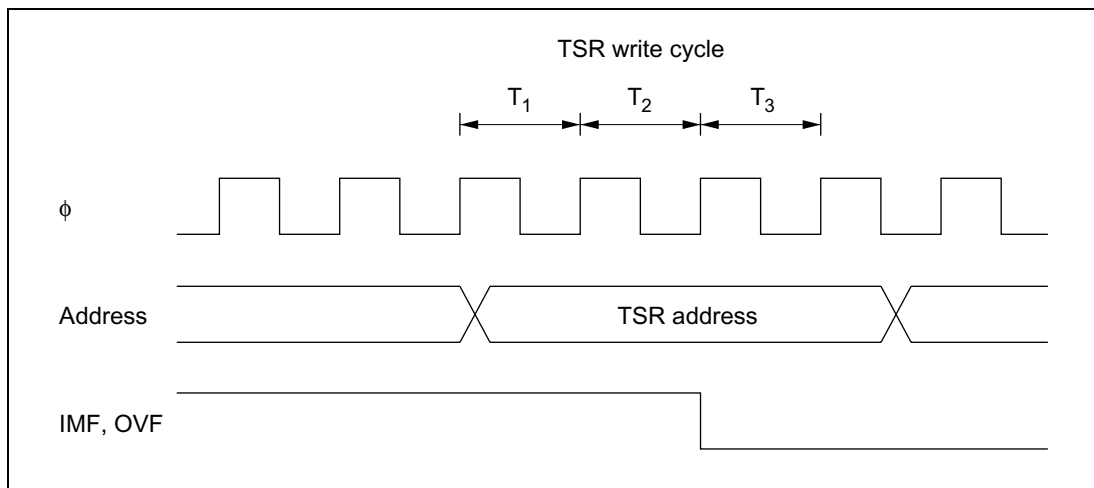 TSR write cycle
T1 T2 T3
ϕ
Address
TSR address
IMF, OVF